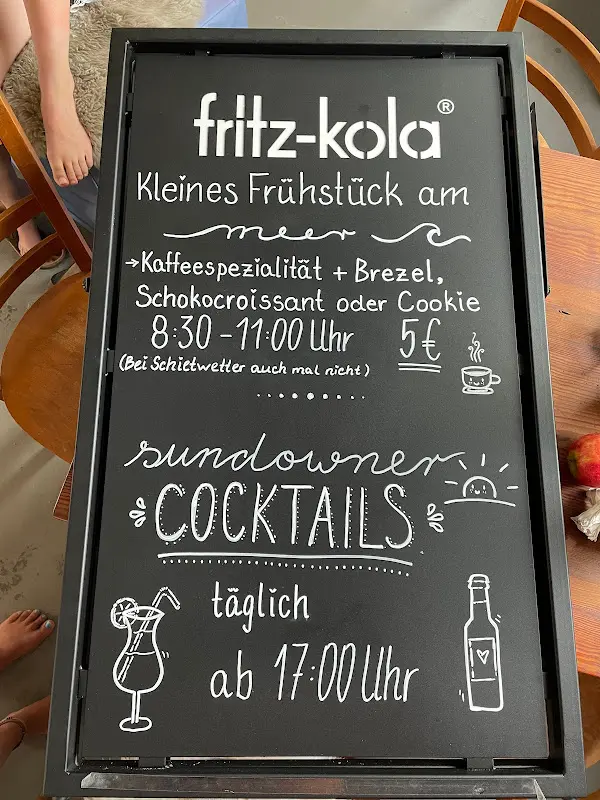 fritz-kola®
Kleines Frühstück am
meer
→Kaffeespezialität + Brezel,
Schokocroissant oder Cookie
8:30 - 11:00 Uhr 5€
(Bei Schietwetter auch mal nicht)
sundowner
COCKTAILS
täglich
ab 17:00 Uhr